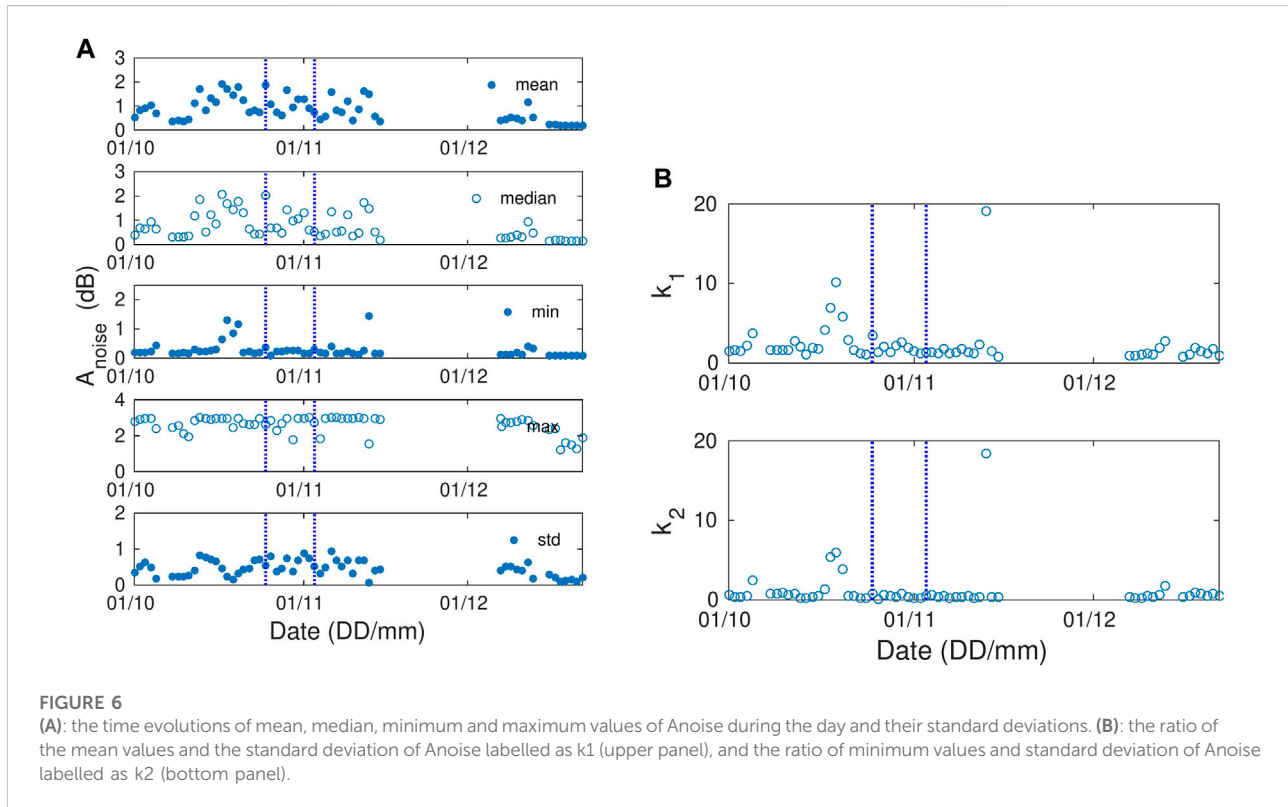 A
3
2
1
0
mean
01/10
01/11
01/12
3
2
1
0
median
01/10
01/11
01/12
2
1
0
min
01/10
01/11
01/12
4
2
0
max
01/10
01/11
01/12
2
1
0
std
01/10
01/11
01/12
A_noise (dB)
Date (DD/mm)
B
20
10
0
k_1
01/10
01/11
01/12
20
10
0
k_2
01/10
01/11
01/12
Date (DD/mm)
FIGURE 6
(A): the time evolutions of mean, median, minimum and maximum values of Anoise during the day and their standard deviations. (B): the ratio of
the mean values and the standard deviation of Anoise labelled as k1 (upper panel), and the ratio of minimum values and standard deviation of Anoise
labelled as k2 (bottom panel).